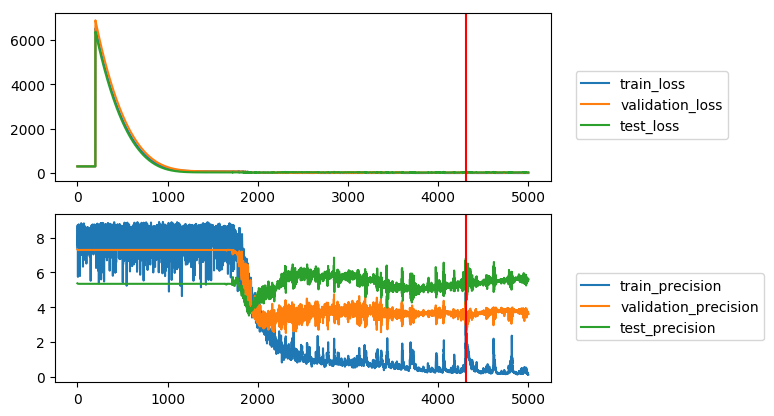 6000
4000
2000
0
0 1000 2000 3000 4000 5000
train_loss
validation_loss
test_loss
8
6
4
2
0
0 1000 2000 3000 4000 5000
train_precision
validation_precision
test_precision